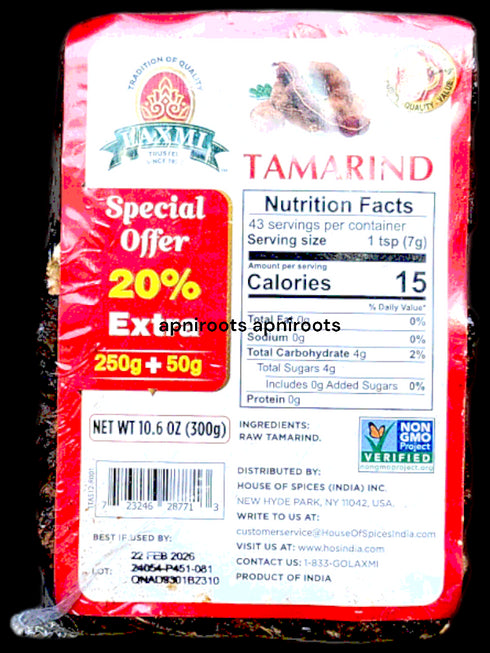 TRADITION OF QUALITY
LAXMI
TRUSTED
QUALITY · VALUE
TAMARIND
Special
Offer
20%
Extra
250g + 50g
apniroots apniroots
Nutrition Facts
43 servings per container
Serving size 1 tsp (7g)
Amount per serving
Calories 15
% Daily Value*
Total Fat 0g 0%
Sodium 0g 0%
Total Carbohydrate 4g 2%
Total Sugars 4g
Includes 0g Added Sugars 0%
Protein 0g
NET WT 10.6 OZ (300g)
INGREDIENTS:
RAW TAMARIND.
NON
GMO
Project
VERIFIED
nongmoproject.org
7 23246 28771 3
DISTRIBUTED BY:
HOUSE OF SPICES (INDIA) INC.
NEW HYDE PARK, NY 11042, USA.
WRITE TO US AT:
customerservice@HouseOfSpicesIndia.com
VISIT US AT: www.hosindia.com
CONTACT US: 1-833-GOLAXMI
PRODUCT OF INDIA
BEST IF USED BY:
22 FEB 2026
LOT: 24054-P451-081